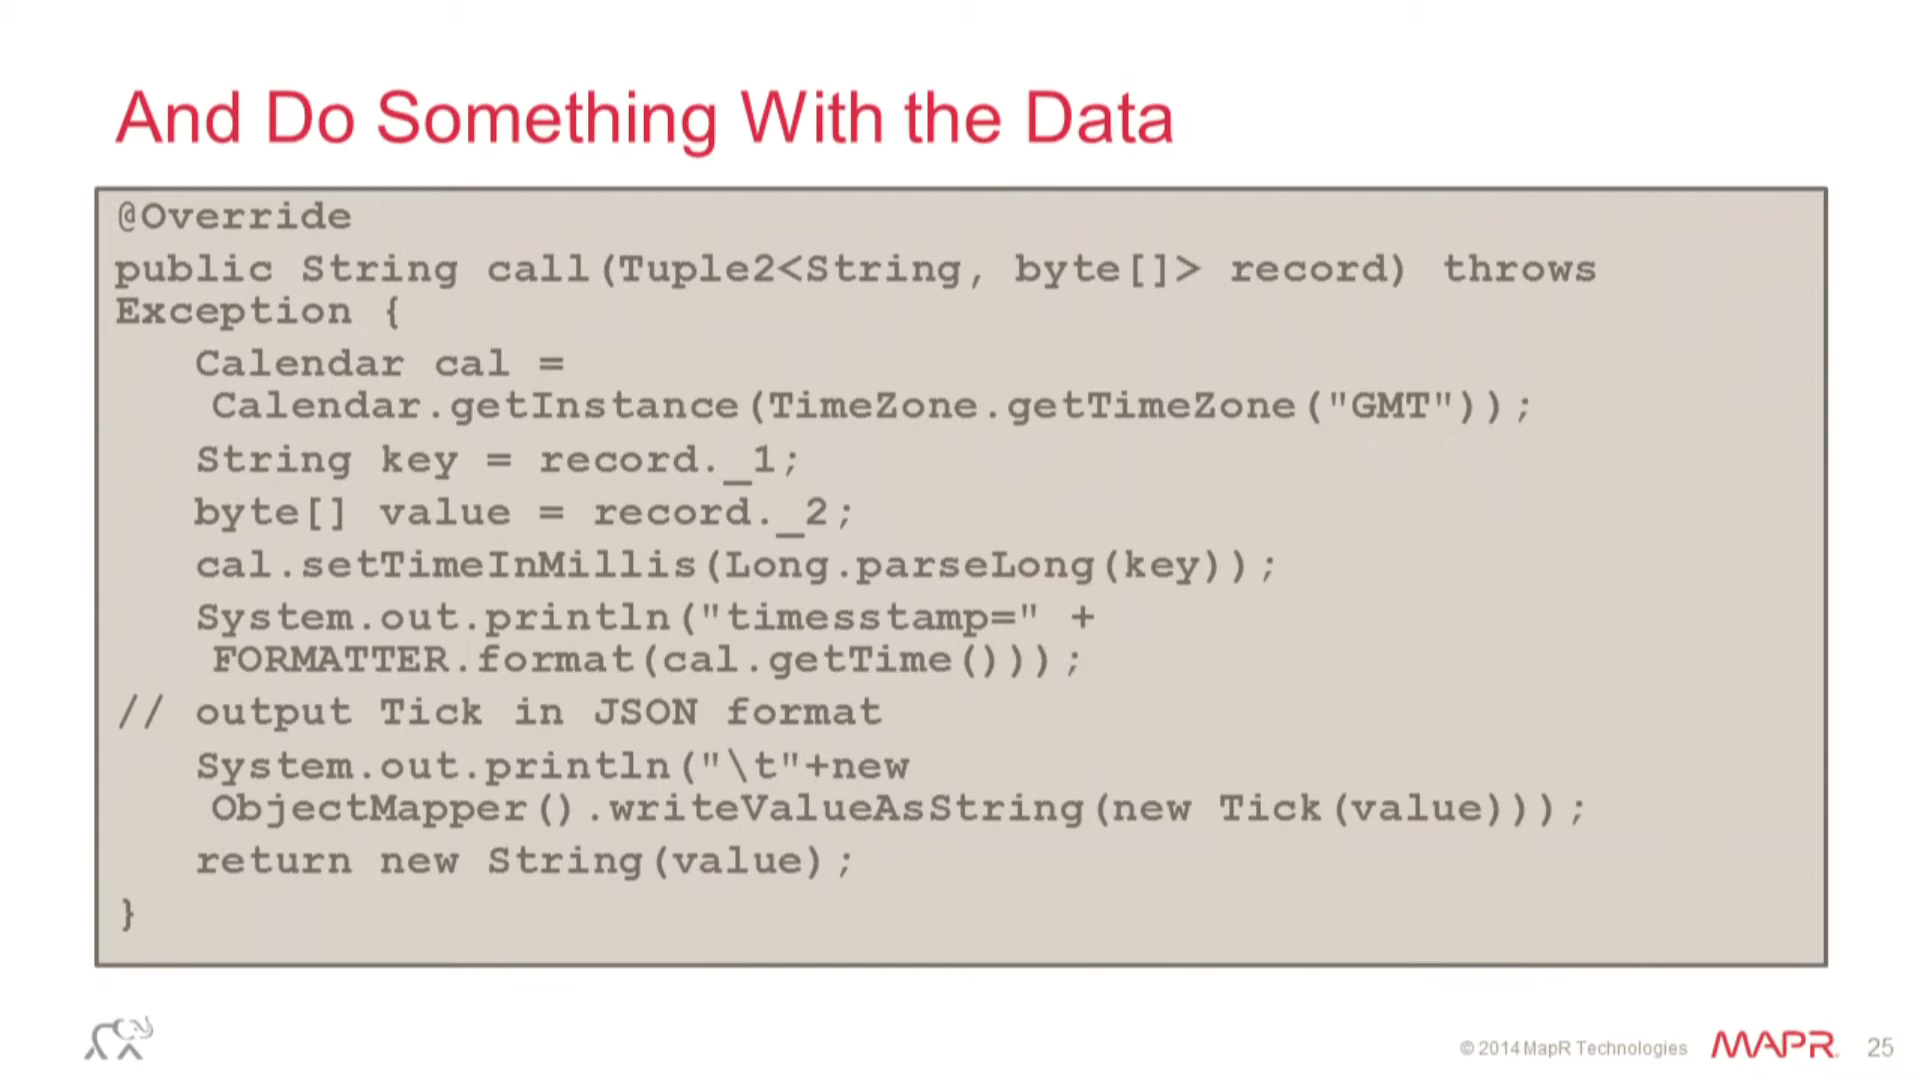 And Do Something With the Data
@Override
public String call(Tuple2<String, byte[]> record) throws
Exception {
Calendar cal =
Calendar.getInstance(TimeZone.getTimeZone("GMT"));
String key = record._1;
byte[] value = record._2;
cal.setTimeInMillis(Long.parseLong(key));
System.out.println("timesstamp=" +
FORMATTER.format(cal.getTime()));
// output Tick in JSON format
System.out.println("\t"+new
ObjectMapper().writeValueAsString(new Tick(value)));
return new String(value);
}
© 2014 MapR Technologies MAPR. 25